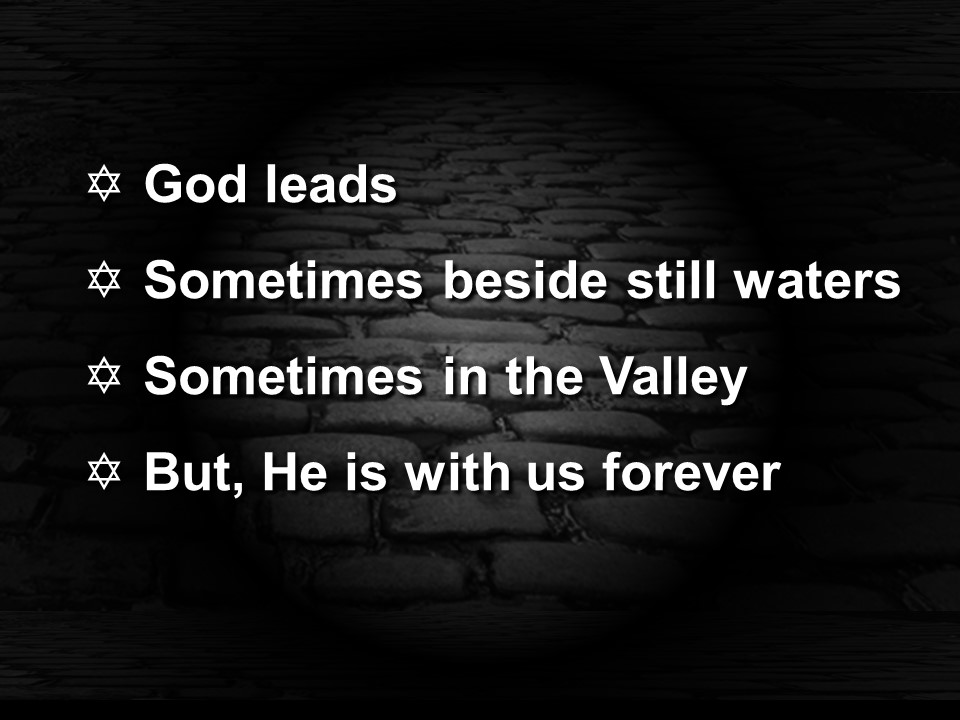 ✡ God leads
✡ Sometimes beside still waters
✡ Sometimes in the Valley
✡ But, He is with us forever